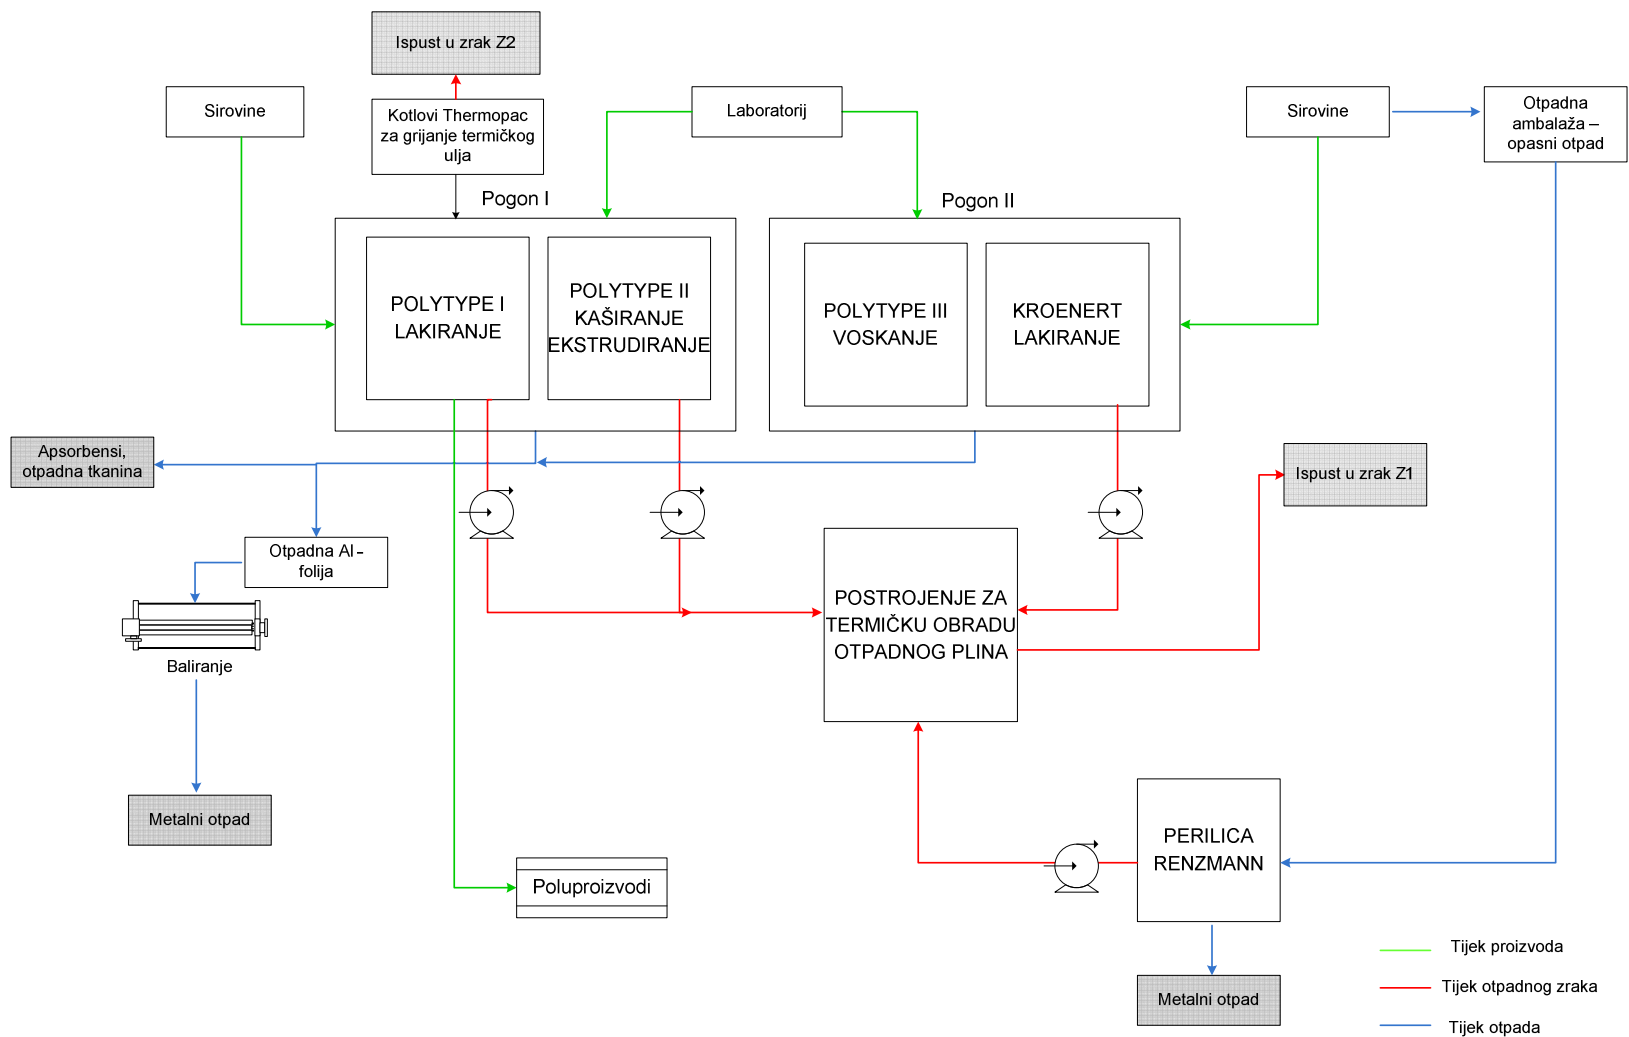 Ispust u zrak Z2
Sirovine
Kotlovi Thermopac
za grijanje termičkog
ulja
Laboratorij
Sirovine
Otpadna
ambalaža –
opasni otpad
Pogon I
Pogon II
POLYTYPE I
LAKIRANJE
POLYTYPE II
KAŠIRANJE
EKSTRUDIRANJE
POLYTYPE III
VOSKANJE
KROENERT
LAKIRANJE
Apsorbensi,
otpadna tkanina
Ispust u zrak Z1
Otpadna Al –
folija
POSTROJENJE ZA
TERMIČKU OBRADU
OTPADNOG PLINA
Baliranje
Metalni otpad
PERILICA
RENZMANN
Poluproizvodi
Metalni otpad
Tijek proizvoda
Tijek otpadnog zraka
Tijek otpada